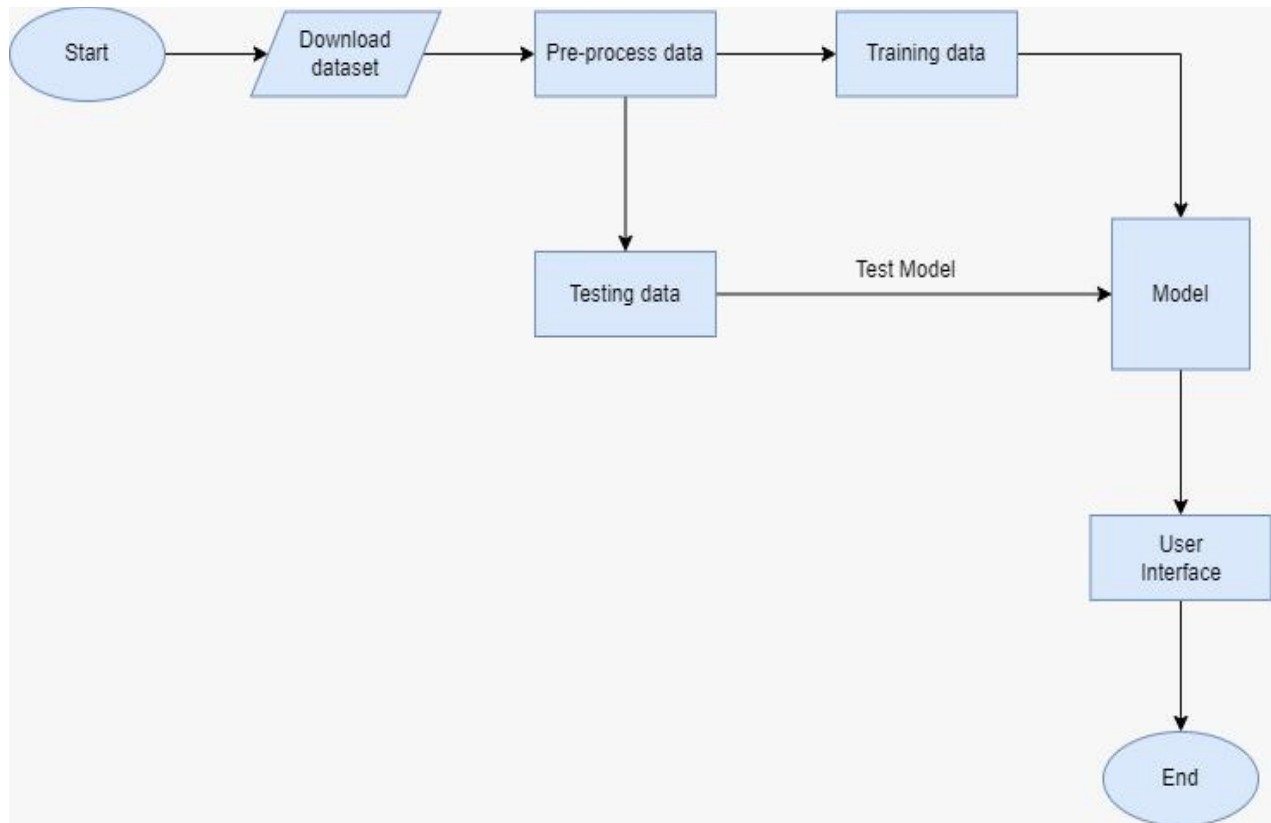 Start
Download
dataset
Pre-process data
Training data
Testing data
Test Model
Model
User
Interface
End